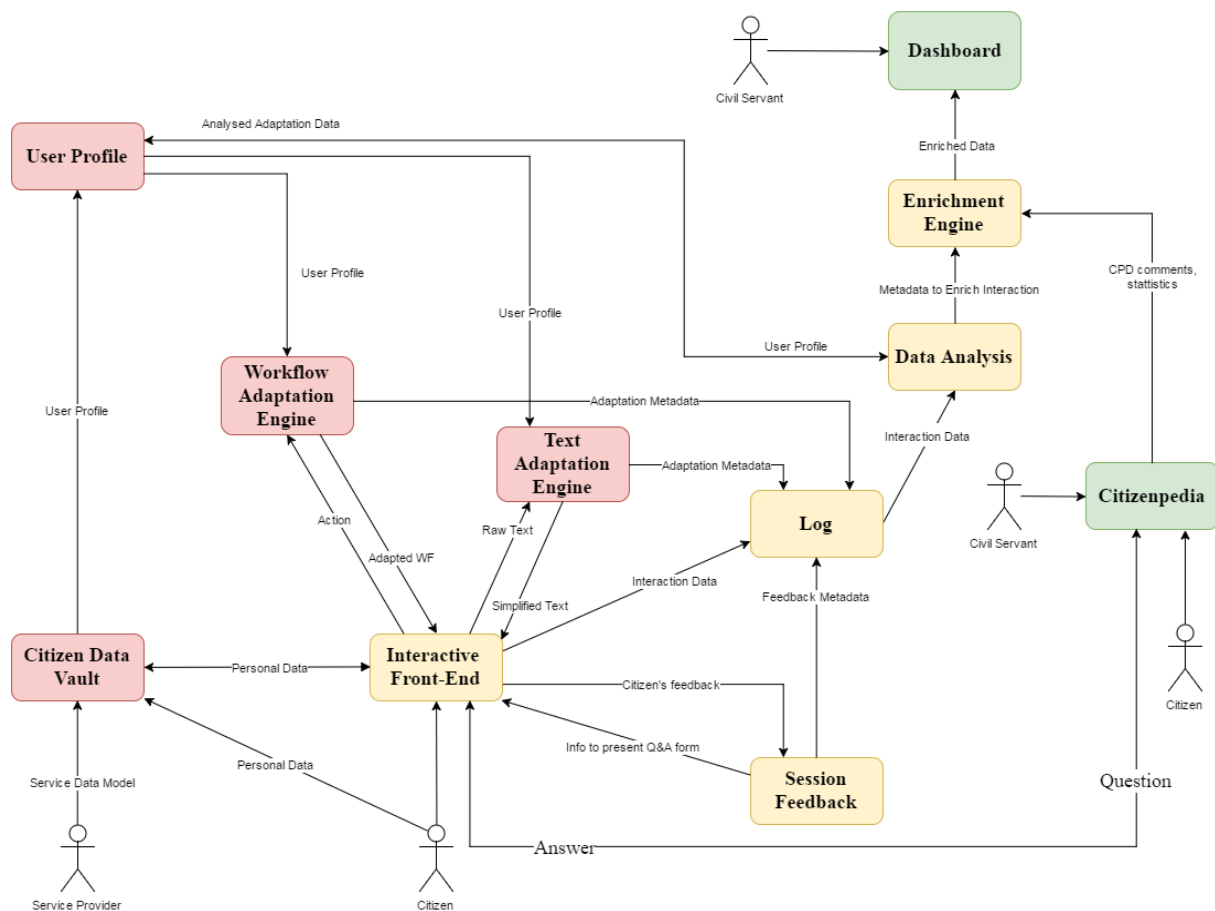 Dashboard
Civil Servant
Analysed Adaptation Data
User Profile
Enriched Data
Enrichment
Engine
User Profile
CPD comments,
stattistics
Metadata to Enrich Interaction
User Profile
User Profile
Data Analysis
Workflow
Adaptation
Engine
Adaptation Metadata
User Profile
Text
Adaptation
Engine
Interaction Data
Adaptation Metadata
Citizenpedia
Log
Action
Raw Text
Civil Servant
Adapted WF
Interaction Data
Feedback Metadata
Simplified Text
Citizen Data
Vault
Personal Data
Interactive
Front-End
Citizen's feedback
Citizen
Info to present Q&A form
Personal Data
Service Data Model
Session
Feedback
Question
Answer
Service Provider
Citizen